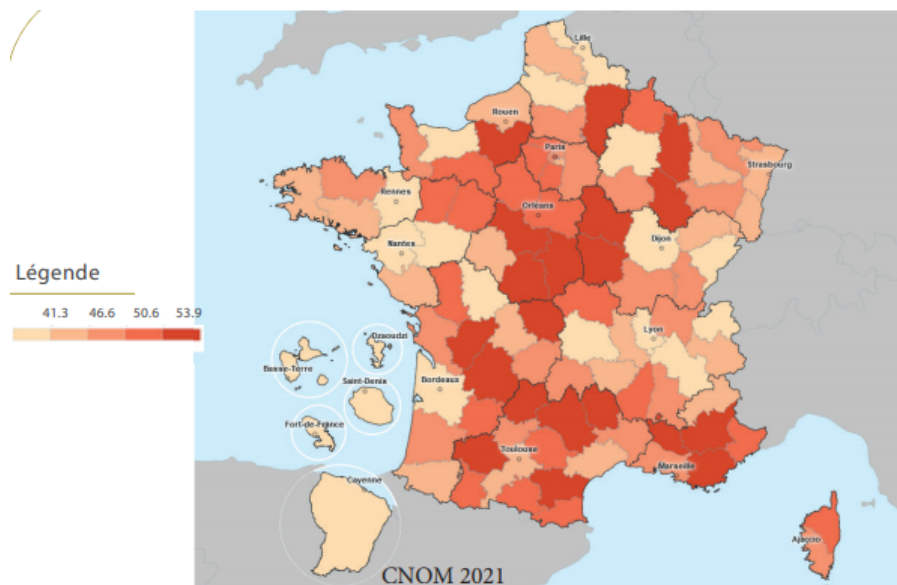 Lille
Rouen
Paris
Strasbourg
Rennes
Orléans
Nantes
Dijon
Légende
41.3 46.6 50.6 53.9
Lyon
Dzaoudzi
Basse-Terre
Saint-Denis
Bordeaux
Fort-de-France
Toulouse
Marseille
Cayenne
Ajaccio
CNOM 2021